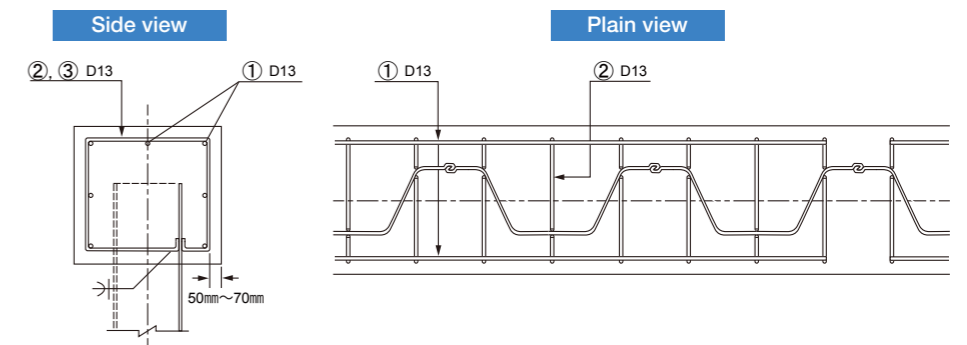 Side view
Plain view
②, ③ D13
① D13
① D13
② D13
50㎜～70㎜